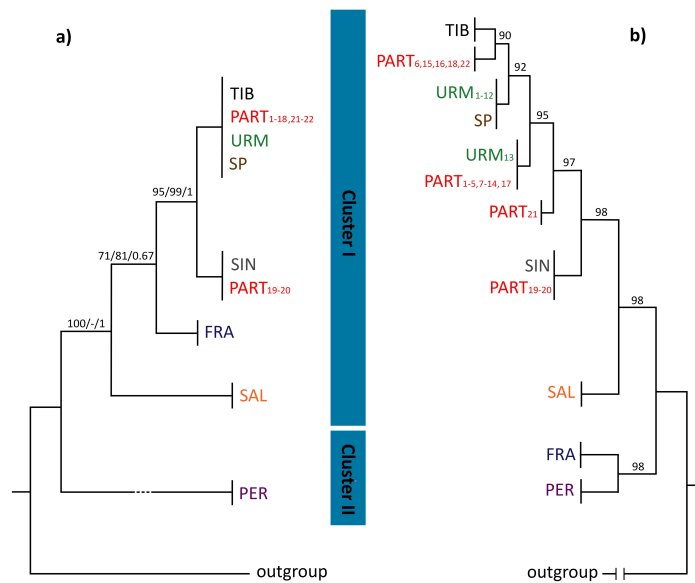 a)
TIB
PART1-18,21-22
URM
SP
95/99/1
SIN
PART19-20
71/81/0.67
FRA
100/-/1
SAL
PER
outgroup
Cluster I
Cluster II
b)
TIB
90
PART6,15,16,18,22
92
URM1-12
SP
95
URM13
PART1-5,7-14, 17
97
PART21
98
SIN
PART19-20
98
SAL
FRA
98
PER
outgroup